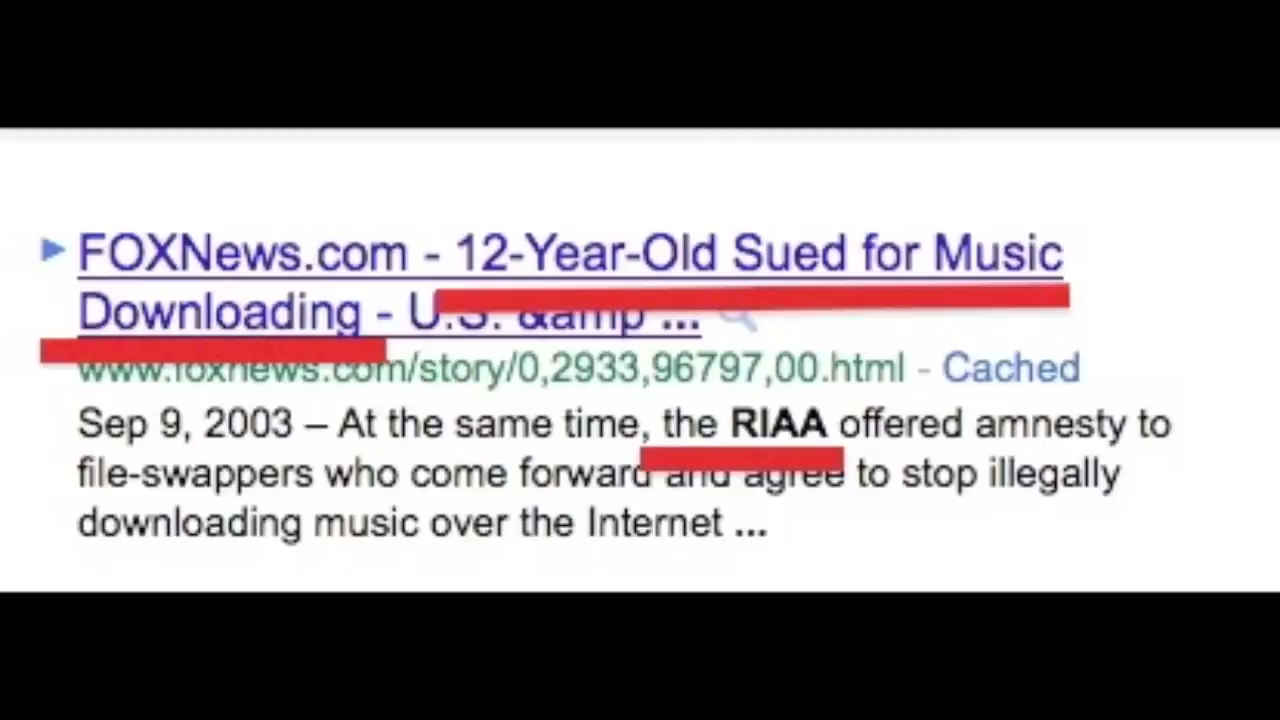 FOXNews.com - 12-Year-Old Sued for Music
Downloading - U.S. &amp ...
www.foxnews.com/story/0,2933,96797,00.html - Cached
Sep 9, 2003 – At the same time, the RIAA offered amnesty to
file-swappers who come forward and agree to stop illegally
downloading music over the Internet ...